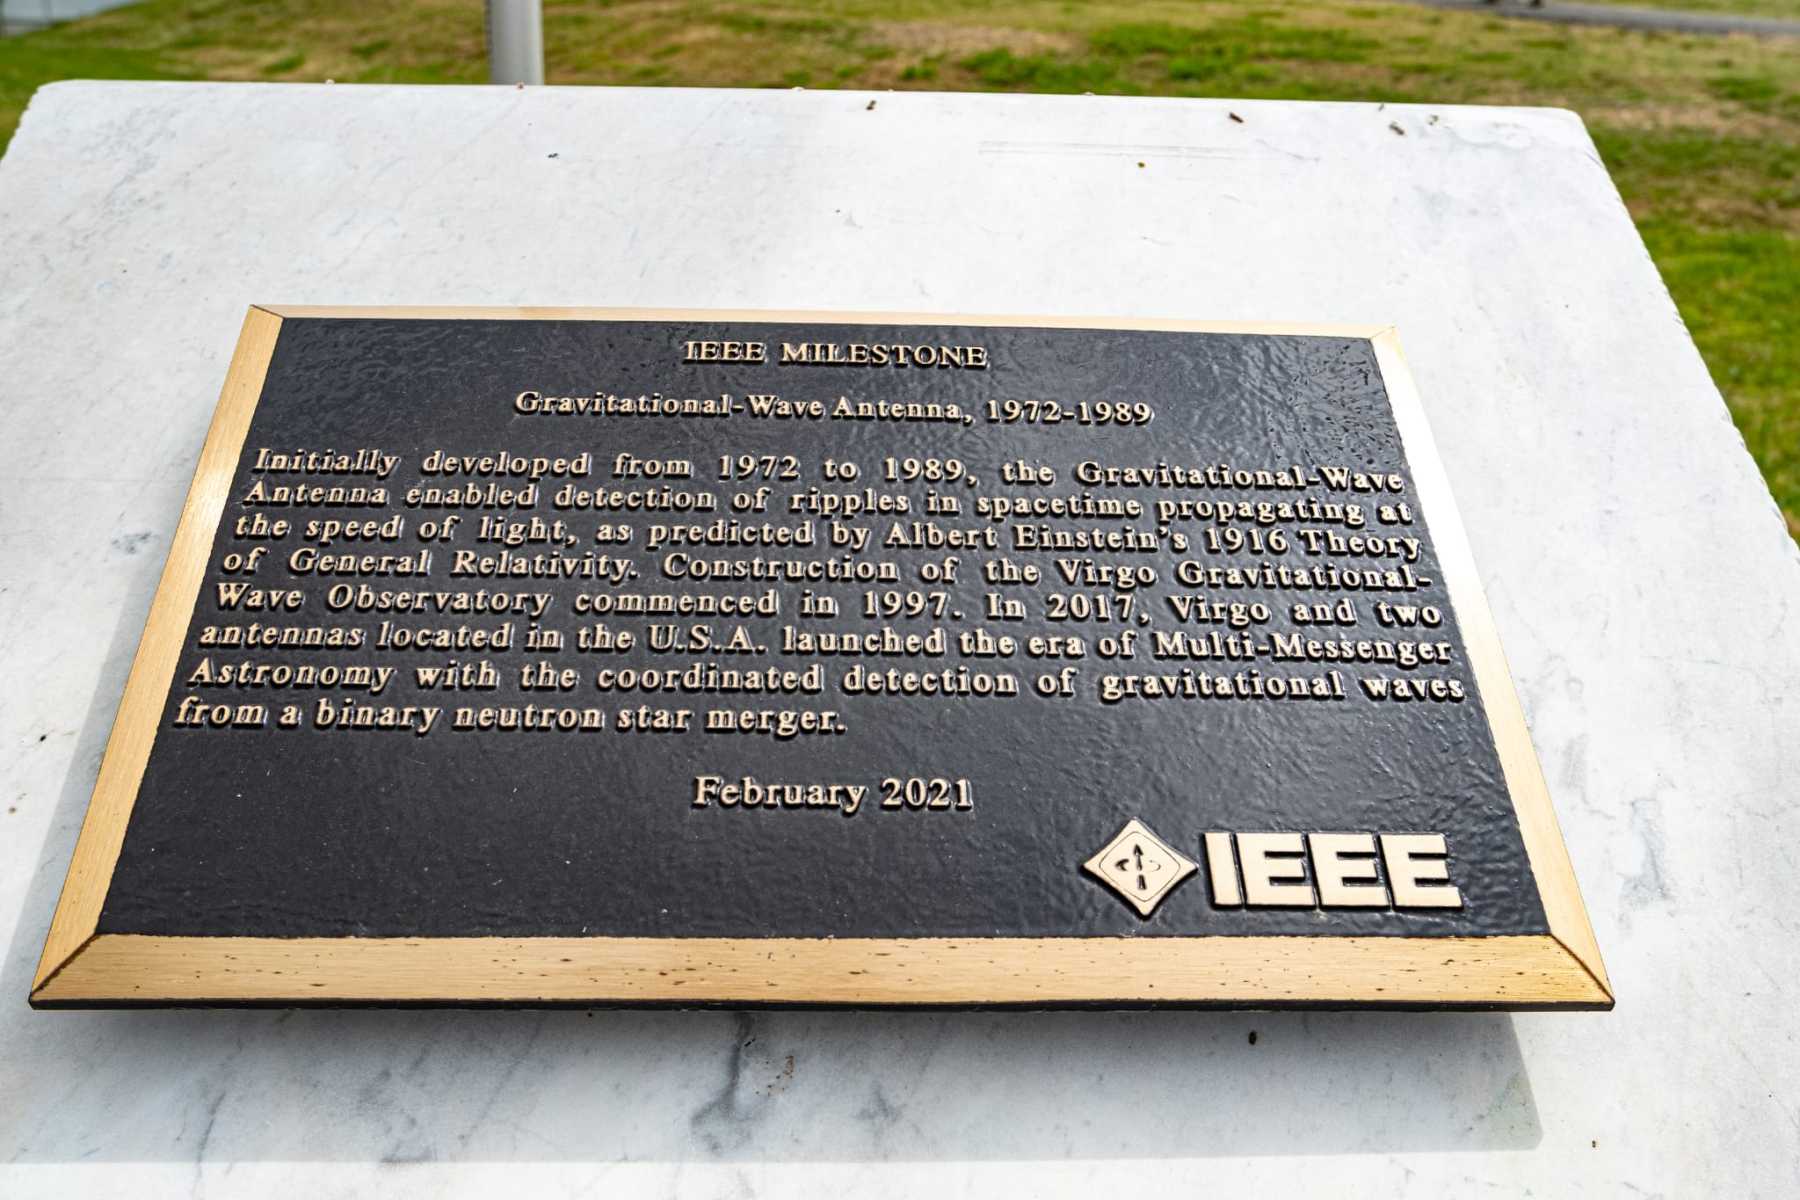 IEEE MILESTONE
Gravitational-Wave Antenna, 1972-1989
Initially developed from 1972 to 1989, the Gravitational-Wave
Antenna enabled detection of ripples in spacetime propagating at
the speed of light, as predicted by Albert Einstein's 1916 Theory
of General Relativity. Construction of the Virgo Gravitational-
Wave Observatory commenced in 1997. In 2017, Virgo and two
antennas located in the U.S.A. launched the era of Multi-Messenger
Astronomy with the coordinated detection of gravitational waves
from a binary neutron star merger.
February 2021
IEEE